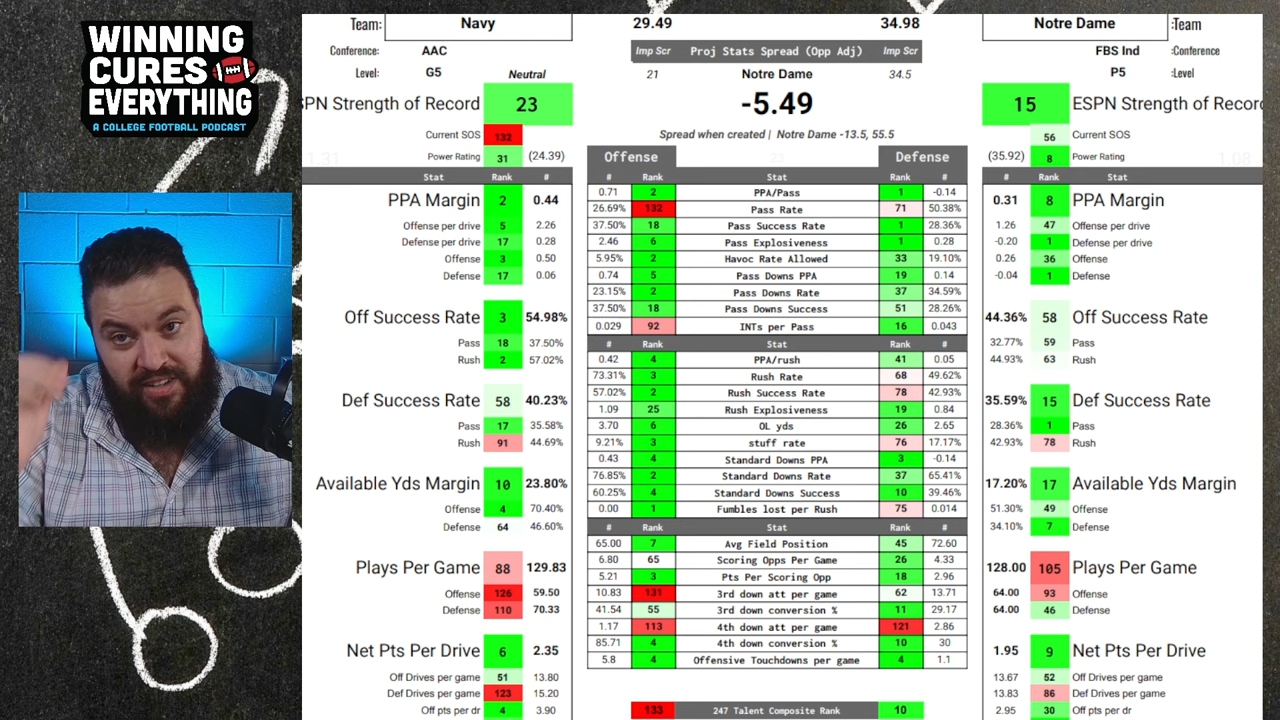 WINNING
CURES
EVERYTHING
A COLLEGE FOOTBALL PODCAST
Team: Navy 29.49 34.98 Notre Dame :Team
Conference: AAC Imp Scr Proj Stats Spread (Opp Adj) Imp Scr FBS Ind :Conference
Level: G5 Neutral 21 Notre Dame 34.5 P5 :Level
SPN Strength of Record 23 -5.49 15 ESPN Strength of Record
Current SOS 132 Spread when created | Notre Dame -13.5, 55.5 56 Current SOS
1.31 Power Rating 31 (24.39) Offense 23 Defense (35.92) 8 Power Rating 1.08
Stat Rank # # Rank Stat Rank # # Rank Stat
PPA Margin 2 0.44 0.71 2 PPA/Pass 1 -0.14 0.31 8 PPA Margin
26.69% 132 Pass Rate 71 50.38%
Offense per drive 5 2.26 37.50% 18 Pass Success Rate 1 28.36% 1.26 47 Offense per drive
Defense per drive 17 0.28 2.46 6 Pass Explosiveness 1 0.28 -0.20 1 Defense per drive
Offense 3 0.50 5.95% 2 Havoc Rate Allowed 33 19.10% 0.26 36 Offense
Defense 17 0.06 0.74 5 Pass Downs PPA 19 0.14 -0.04 1 Defense
23.15% 2 Pass Downs Rate 37 34.59%
Off Success Rate 3 54.98% 37.50% 18 Pass Downs Success 51 28.26% 44.36% 58 Off Success Rate
0.029 92 INTs per Pass 16 0.043
Pass 18 37.50% # Rank Stat Rank # 32.77% 59 Pass
Rush 2 57.02% 0.42 4 PPA/rush 41 0.05 44.93% 63 Rush
73.31% 3 Rush Rate 68 49.62%
Def Success Rate 58 40.23% 57.02% 2 Rush Success Rate 78 42.93% 35.59% 15 Def Success Rate
1.09 25 Rush Explosiveness 19 0.84
Pass 17 35.58% 3.70 6 OL yds 26 2.65 28.36% 1 Pass
Rush 91 44.69% 9.21% 3 stuff rate 76 17.17% 42.93% 78 Rush
0.43 4 Standard Downs PPA 3 -0.14
Available Yds Margin 10 23.80% 76.85% 2 Standard Downs Rate 37 65.41% 17.20% 17 Available Yds Margin
60.25% 4 Standard Downs Success 10 39.46%
Offense 4 70.40% 0.00 1 Fumbles lost per Rush 75 0.014 51.30% 49 Offense
Defense 64 46.60% # Rank Stat Rank # 34.10% 7 Defense
65.00 7 Avg Field Position 45 72.60
Plays Per Game 88 129.83 6.80 65 Scoring Opps Per Game 26 4.33 128.00 105 Plays Per Game
5.21 3 Pts Per Scoring Opp 18 2.96
Offense 126 59.50 10.83 131 3rd down att per game 62 13.71 64.00 93 Offense
Defense 110 70.33 41.54 55 3rd down conversion % 11 29.17 64.00 46 Defense
1.17 113 4th down att per game 121 2.86
Net Pts Per Drive 6 2.35 85.71 4 4th down conversion % 10 30 1.95 9 Net Pts Per Drive
5.8 4 Offensive Touchdowns per game 4 1.1
Off Drives per game 51 13.80 13.67 52 Off Drives per game
Def Drives per game 123 15.20 13.83 86 Def Drives per game
Off pts per dr 4 3.90 133 247 Talent Composite Rank 10 2.95 30 Off pts per dr